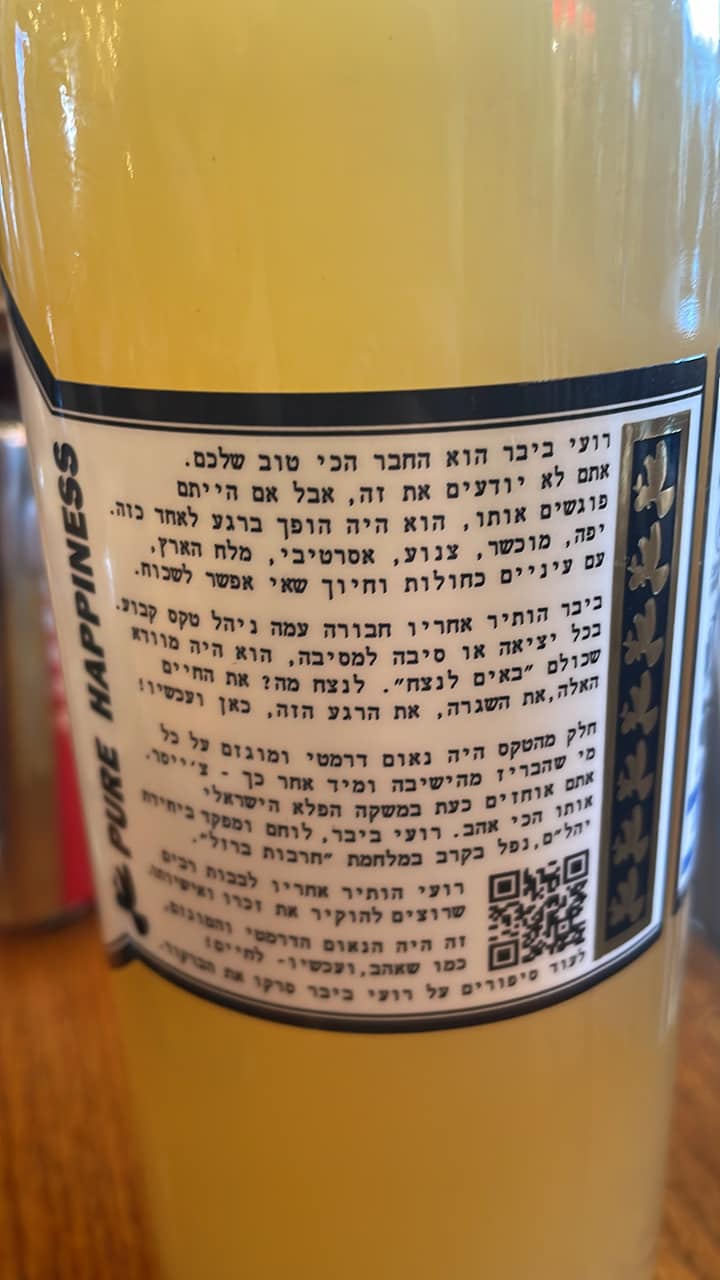 רועי ביבר הוא החבר הכי טוב שלכם.
אתם לא יודעים את זה, אבל אם הייתם
פוגשים אותו, הוא היה הופך ברגע לאחר כזה.
יפה, מוכשר, צנוע, אסרטיבי, מלח הארץ,
עם עיניים כחולות וחיוך שאי אפשר לשכוח.
ביבר הותיר אחריו חבורה עמה ניהל טקס קבוע.
בכל יציאה או סיבה למסיבה, הוא היה מוודא
שכולם "באים לנצח". לנצח מה? את החיים
האלה,את השגרה, את הרגע הזה, כאן ועכשיו!
חלק מהטקס היה נאום דרמטי ומוגזם על כל
מי שהבריז מהישיבה ומיד אחר כך - צ'ייסר.
אתם אוחזים כעת במשקה הפלא הישראלי
אותו הכי אהב. רועי ביבר, לוחם ומפקד ביחידת
יהל"ם,נפל בקרב במלחמת "חרבות ברזל".
רועי הותיר אחריו לבבות רבים
שרוצים להוקיר את זכרו ואישיותו.
זה היה הנאום הדרמטי והמוגזם,
כמו שאהב,ועכשיו- לחיים!
לעוד סיפורים על רועי ביבר סרקו את הברקוד.
PURE HAPPINESS